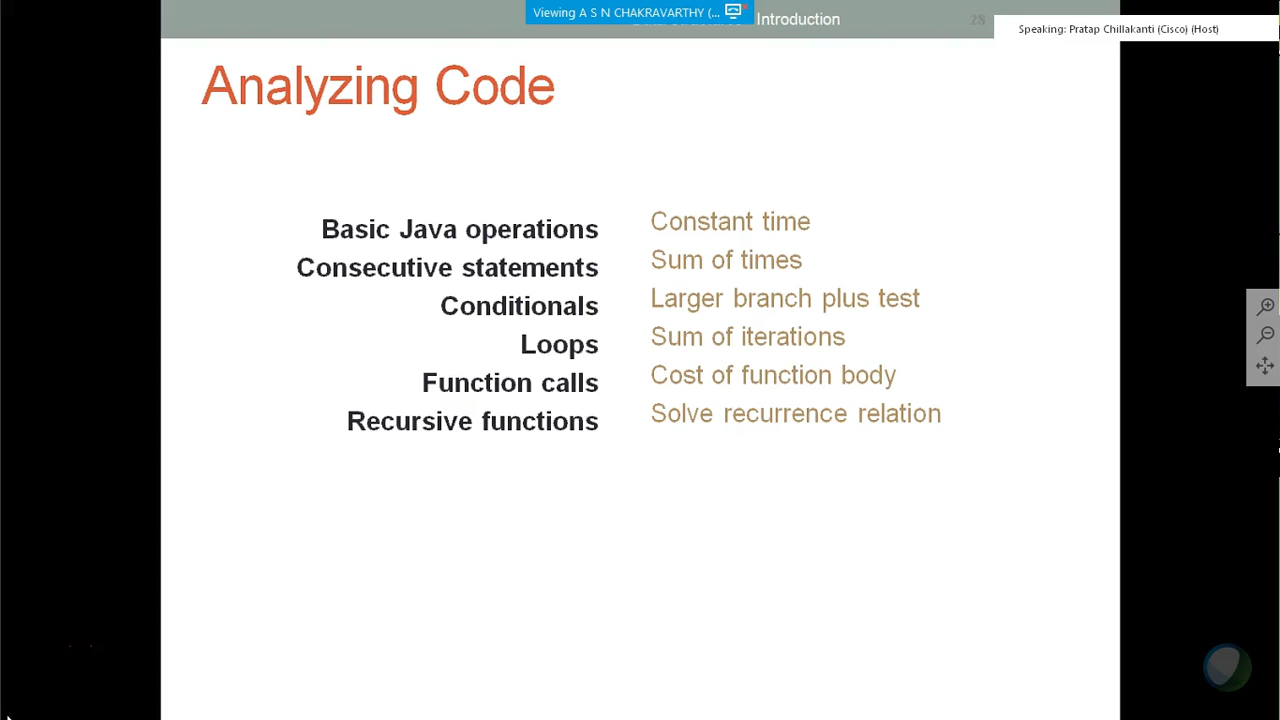 Viewing A S N CHAKRAVARTHY (...
Introduction
28
Speaking: Pratap Chillakanti (Cisco) (Host)
Analyzing Code
Basic Java operations Constant time
Consecutive statements Sum of times
Conditionals Larger branch plus test
Loops Sum of iterations
Function calls Cost of function body
Recursive functions Solve recurrence relation